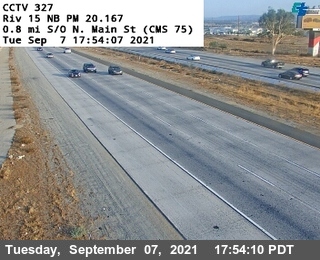 CCTV 327
Riv 15 NB PM 20.167
0.8 mi S/O N. Main St (CMS 75)
Tue Sep  7 17:54:07 2021
Tuesday, September 07, 2021 17:54:10 PDT